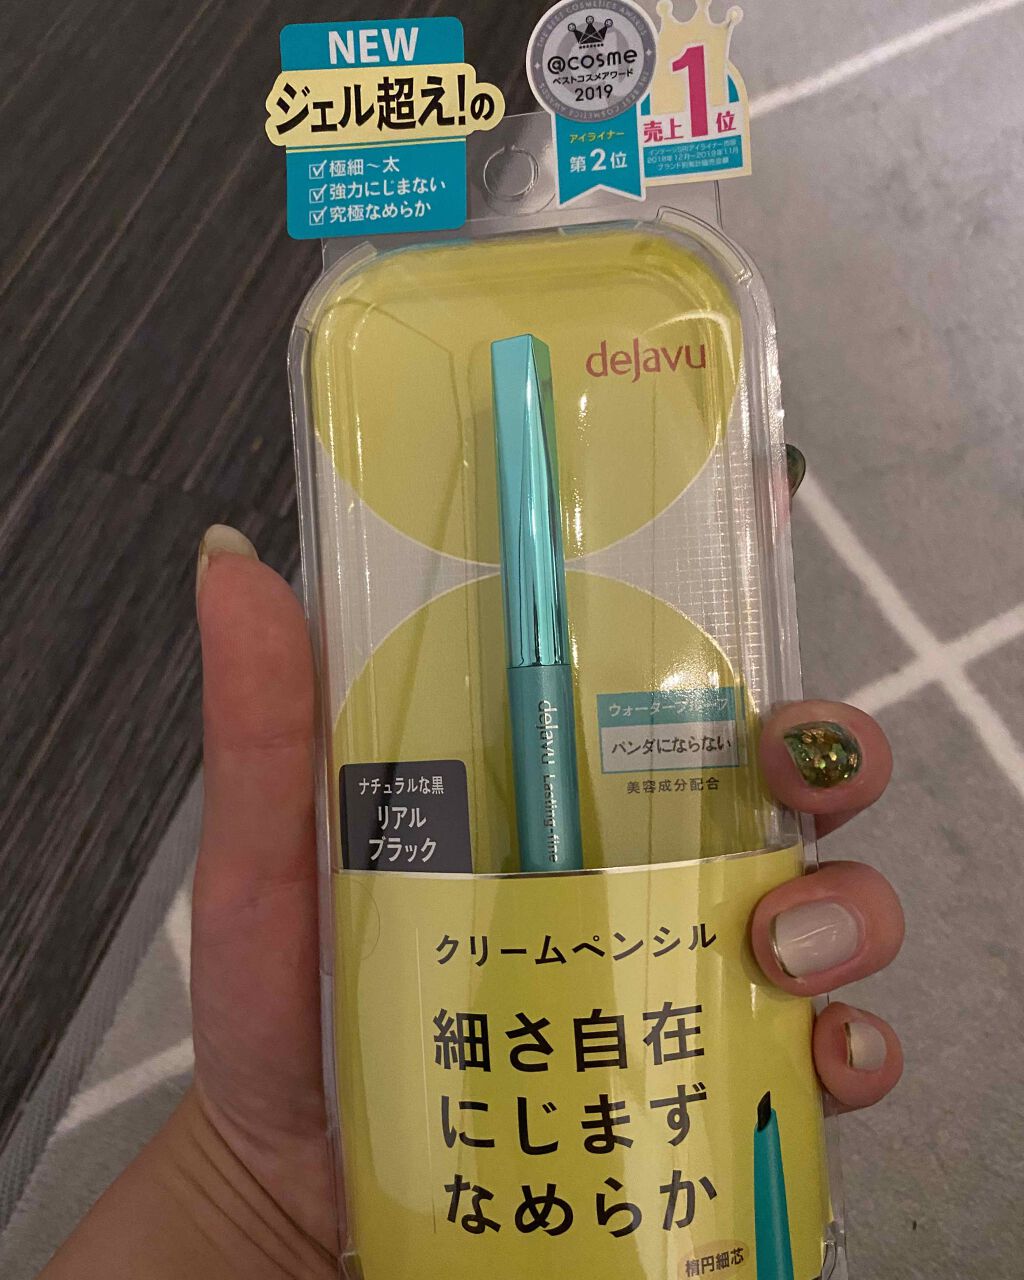 NEW
ジェル超え!の
極細～太
強力にじまない
究極なめらか
@cosme
ベストコスメアワード
2019
アイライナー
第2位
売上1位
dejavu
dejavu Lasting-fine
ウォータープルーフ
パンダにならない
美容成分配合
ナチュラルな黒
リアル
ブラック
クリームペンシル
細さ自在
にじまず
なめらか
楕円細芯